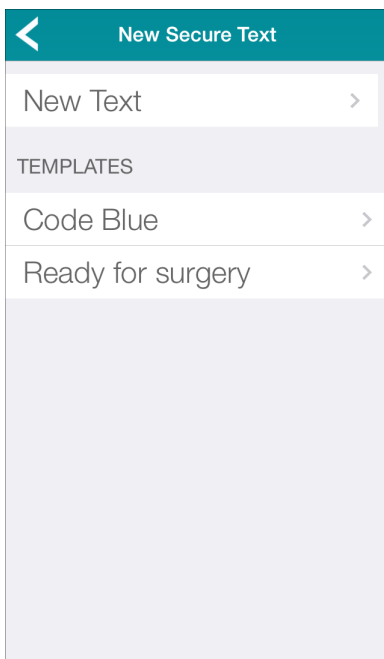 New Secure Text
New Text
TEMPLATES
Code Blue
Ready for surgery